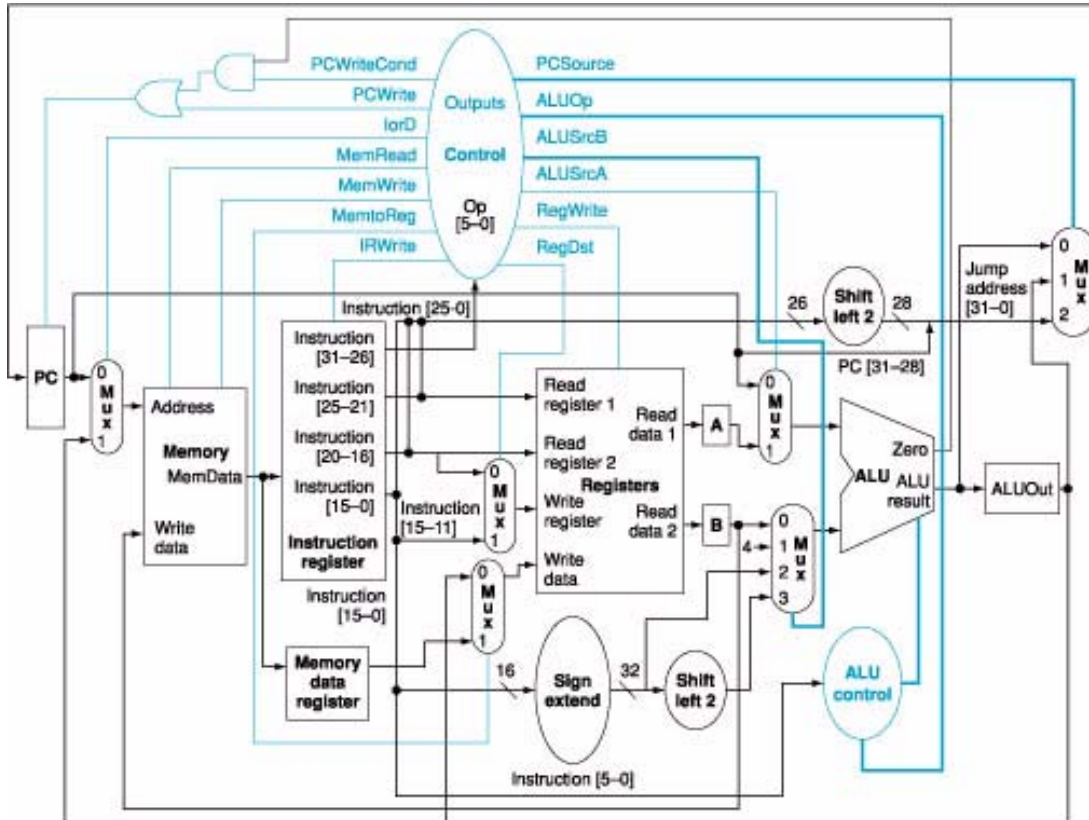 PCWriteCond
PCWrite
IorD
MemRead
MemWrite
MemtoReg
IRWrite
Outputs
Control
Op
[5–0]
PCSource
ALUOp
ALUSrcB
ALUSrcA
RegWrite
RegDst
PC
0
M
u
x
1
Address
Memory
MemData
Write
data
Instruction [25-0]
Instruction
[31–26]
Instruction
[25–21]
Instruction
[20–16]
Instruction
[15–0]
Instruction
register
Instruction
[15–0]
Instruction
[15–11]
Memory
data
register
0
M
u
x
1
0
M
u
x
1
Read
register 1
Read
register 2
Registers
Write
register
Write
data
Read
data 1
Read
data 2
A
B
16
Sign
extend
32
Shift
left 2
Instruction [5–0]
26
Shift
left 2
28
Jump
address
[31–0]
PC [31–28]
0
M
u
x
1
4
0
1
2
3
M
u
x
Zero
ALU
ALU
result
ALUOut
ALU
control
0
1
2
M
u
x